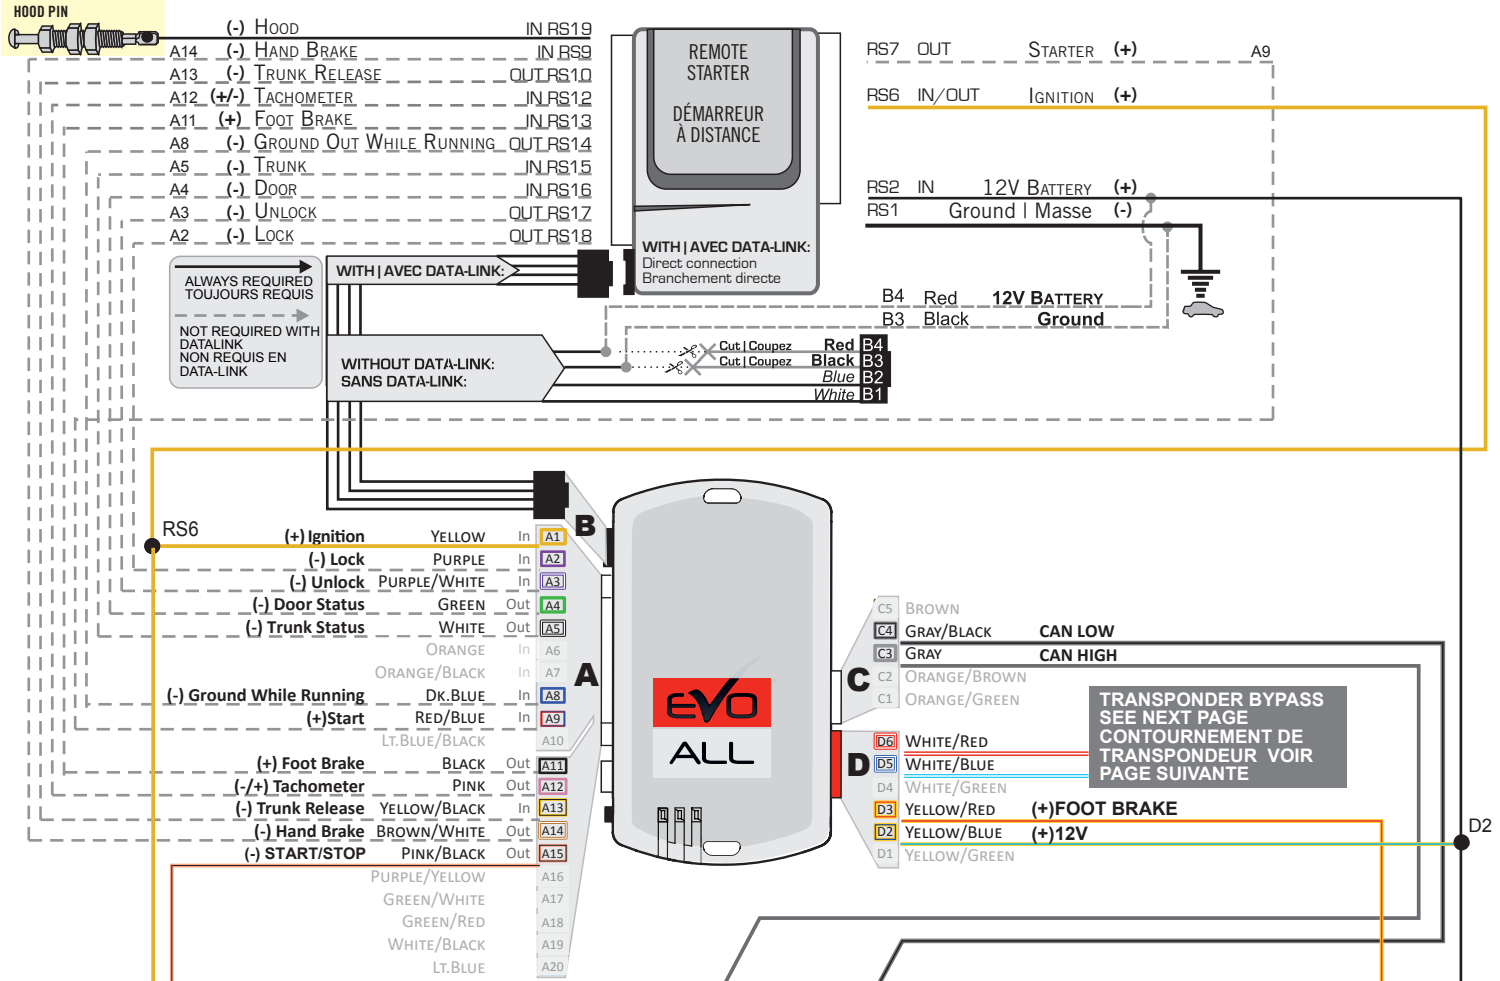 HOOD PIN
(-) HOOD IN RS19
A14 (-) HAND BRAKE IN RS9
A13 (-) TRUNK RELEASE OUT RS10
A12 (+/-) TACHOMETER IN RS12
A11 (+) FOOT BRAKE IN RS13
A8 (-) GROUND OUT WHILE RUNNING OUT RS14
A5 (-) TRUNK IN RS15
A4 (-) DOOR IN RS16
A3 (-) UNLOCK OUT RS17
A2 (-) LOCK OUT RS18
REMOTE
STARTER
DÉMARREUR
À DISTANCE
WITH | AVEC DATA-LINK:
Direct connection
Branchement directe
RS7 OUT STARTER (+) A9
RS6 IN/OUT IGNITION (+)
RS2 IN 12V BATTERY (+)
RS1 Ground | Masse (-)
ALWAYS REQUIRED
TOUJOURS REQUIS
NOT REQUIRED WITH
DATALINK
NON REQUIS EN
DATA-LINK
WITH | AVEC DATA-LINK:
WITHOUT DATA-LINK:
SANS DATA-LINK:
B4 Red 12V BATTERY
B3 Black Ground
Cut | Coupez Red B4
Cut | Coupez Black B3
Blue B2
White B1
RS6
(+) Ignition YELLOW In A1
(-) Lock PURPLE In A2
(-) Unlock PURPLE/WHITE In A3
(-) Door Status GREEN Out A4
(-) Trunk Status WHITE Out A5
ORANGE In A6
ORANGE/BLACK In A7
(-) Ground While Running DK.BLUE In A8
(+)Start RED/BLUE In A9
LT.BLUE/BLACK A10
(+) Foot Brake BLACK Out A11
(-/+) Tachometer PINK Out A12
(-) Trunk Release YELLOW/BLACK In A13
(-) Hand Brake BROWN/WHITE Out A14
(-) START/STOP PINK/BLACK Out A15
PURPLE/YELLOW A16
GREEN/WHITE A17
GREEN/RED A18
WHITE/BLACK A19
LT.BLUE A20
B
A
EVO
ALL
C
D
C5 BROWN
C4 GRAY/BLACK CAN LOW
C3 GRAY CAN HIGH
C2 ORANGE/BROWN
C1 ORANGE/GREEN
D6 WHITE/RED
D5 WHITE/BLUE
D4 WHITE/GREEN
D3 YELLOW/RED (+)FOOT BRAKE
D2 YELLOW/BLUE (+)12V
D1 YELLOW/GREEN
TRANSPONDER BYPASS
SEE NEXT PAGE
CONTOURNEMENT DE
TRANSPONDEUR VOIR
PAGE SUIVANTE
D2